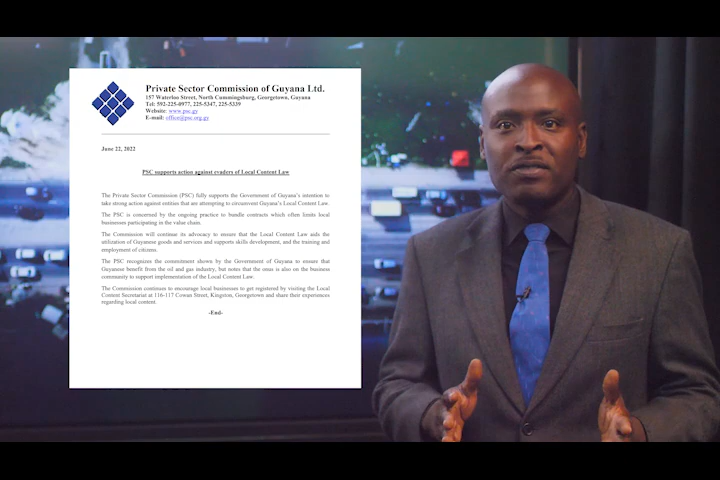 Private Sector Commission of Guyana Ltd.
157 Waterloo Street, North Cummingsburg, Georgetown, Guyana
Tel: 592-225-0977, 225-5347, 225-5339
Website: www.psc.gy
E-mail: office@psc.org.gy
June 22, 2022
PSC supports action against evaders of Local Content Law
The Private Sector Commission (PSC) fully supports the Government of Guyana's intention to
take strong action against entities that are attempting to circumvent Guyana's Local Content Law.
The PSC is concerned by the ongoing practice to bundle contracts which often limits local
businesses participating in the value chain.
The Commission will continue its advocacy to ensure that the Local Content Law aids the
utilization of Guyanese goods and services and supports skills development, and the training and
employment of citizens.
The PSC recognizes the commitment shown by the Government of Guyana to ensure that
Guyanese benefit from the oil and gas industry, but notes that the onus is also on the business
community to support implementation of the Local Content Law.
The Commission continues to encourage local businesses to get registered by visiting the Local
Content Secretariat at 116-117 Cowan Street, Kingston, Georgetown and share their experiences
regarding local content.
-End-